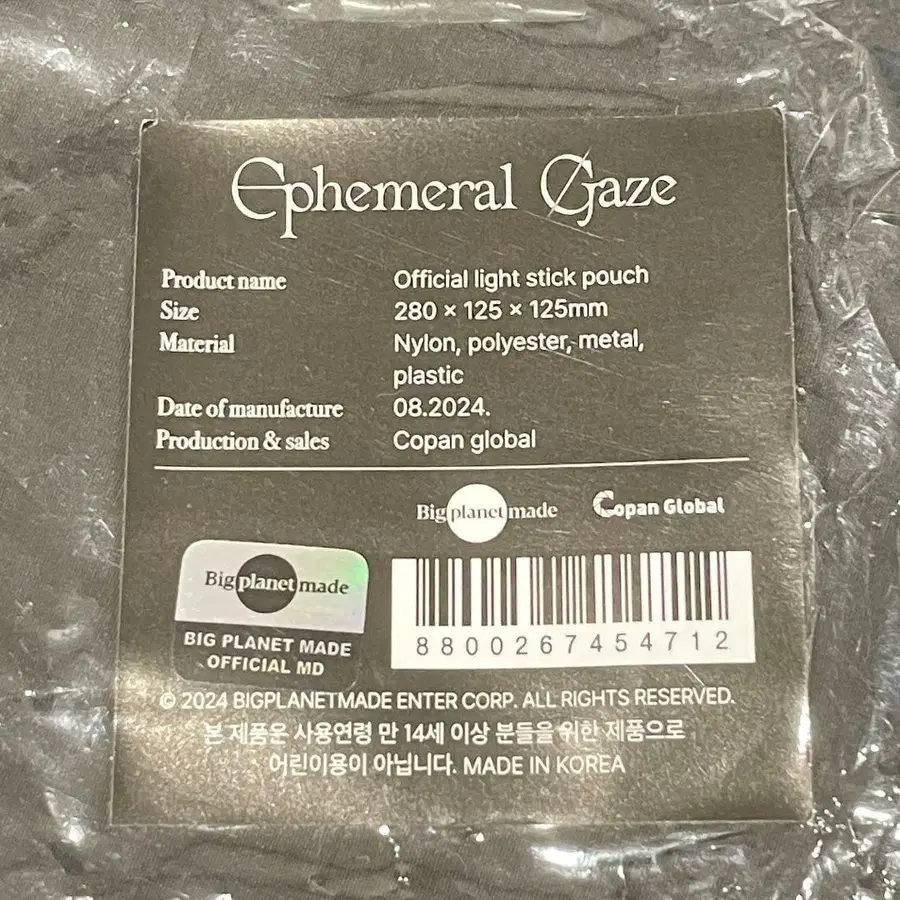 Ephemeral Gaze
Product name Official light stick pouch
Size 280 × 125 × 125mm
Material Nylon, polyester, metal,
plastic
Date of manufacture 08.2024.
Production & sales Copan global
Big planet made Copan Global
Big planet made
BIG PLANET MADE
OFFICIAL MD
8800267454712
© 2024 BIGPLANETMADE ENTER CORP. ALL RIGHTS RESERVED.
본 제품은 사용연령 만 14세 이상 분들을 위한 제품으로
어린이용이 아닙니다. MADE IN KOREA